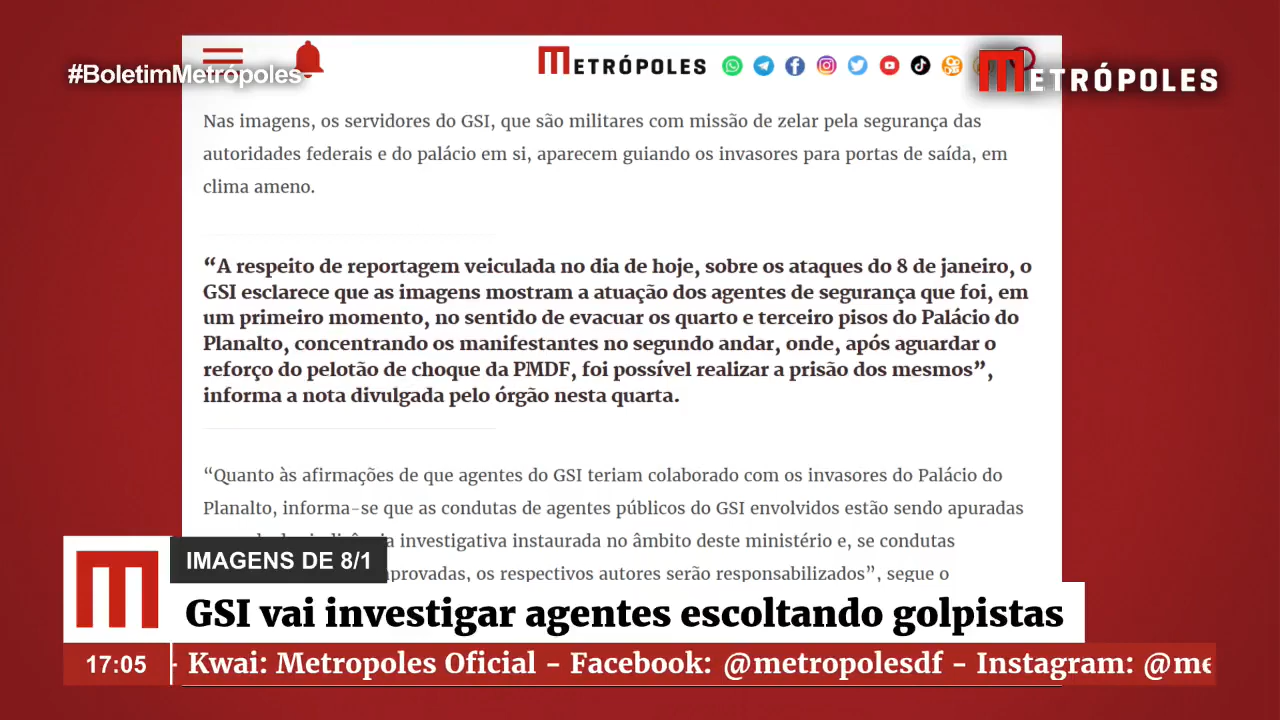 #BoletimMetrópoles
METRÓPOLES
METRÓPOLES
Nas imagens, os servidores do GSI, que são militares com missão de zelar pela segurança das
autoridades federais e do palácio em si, aparecem guiando os invasores para portas de saída, em
clima ameno.
“A respeito de reportagem veiculada no dia de hoje, sobre os ataques do 8 de janeiro, o
GSI esclarece que as imagens mostram a atuação dos agentes de segurança que foi, em
um primeiro momento, no sentido de evacuar os quarto e terceiro pisos do Palácio do
Planalto, concentrando os manifestantes no segundo andar, onde, após aguardar o
reforço do pelotão de choque da PMDF, foi possível realizar a prisão dos mesmos”,
informa a nota divulgada pelo órgão nesta quarta.
“Quanto às afirmações de que agentes do GSI teriam colaborado com os invasores do Palácio do
Planalto, informa-se que as condutas de agentes públicos do GSI envolvidos estão sendo apuradas
investigativa instaurada no âmbito deste ministério e, se condutas
os respectivos autores serão responsabilizados”, segue o
IMAGENS DE 8/1
GSI vai investigar agentes escoltando golpistas
17:05 - Kwai: Metropoles Oficial - Facebook: @metropolesdf - Instagram: @me